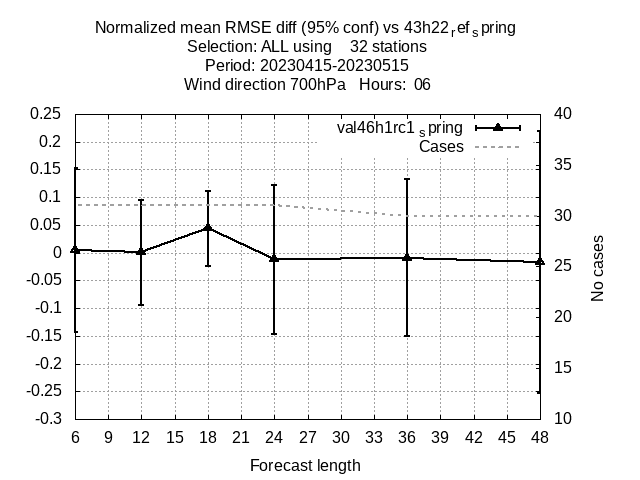 Normalized mean RMSE diff (95% conf) vs 43h22refspring
Selection: ALL using 32 stations
Period: 20230415-20230515
Wind direction 700hPa Hours: 06
val46h1rc1spring
Cases
0.25
0.2
0.15
0.1
0.05
0
-0.05
-0.1
-0.15
-0.2
-0.25
-0.3
40
35
30
25
20
15
10
No cases
6 9 12 15 18 21 24 27 30 33 36 39 42 45 48
Forecast length